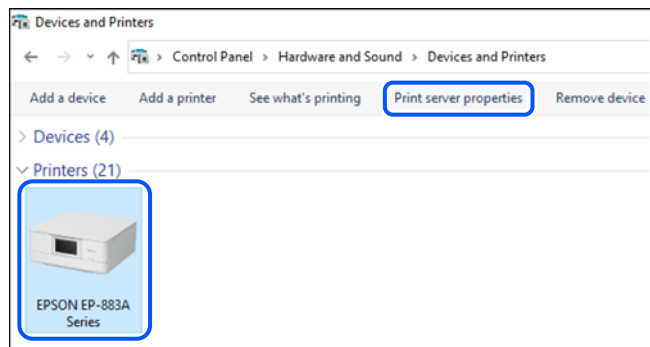 Devices and Printers
Control Panel > Hardware and Sound > Devices and Printers
Add a device Add a printer See what's printing Print server properties Remove device
Devices (4)
Printers (21)
EPSON EP-883A
Series